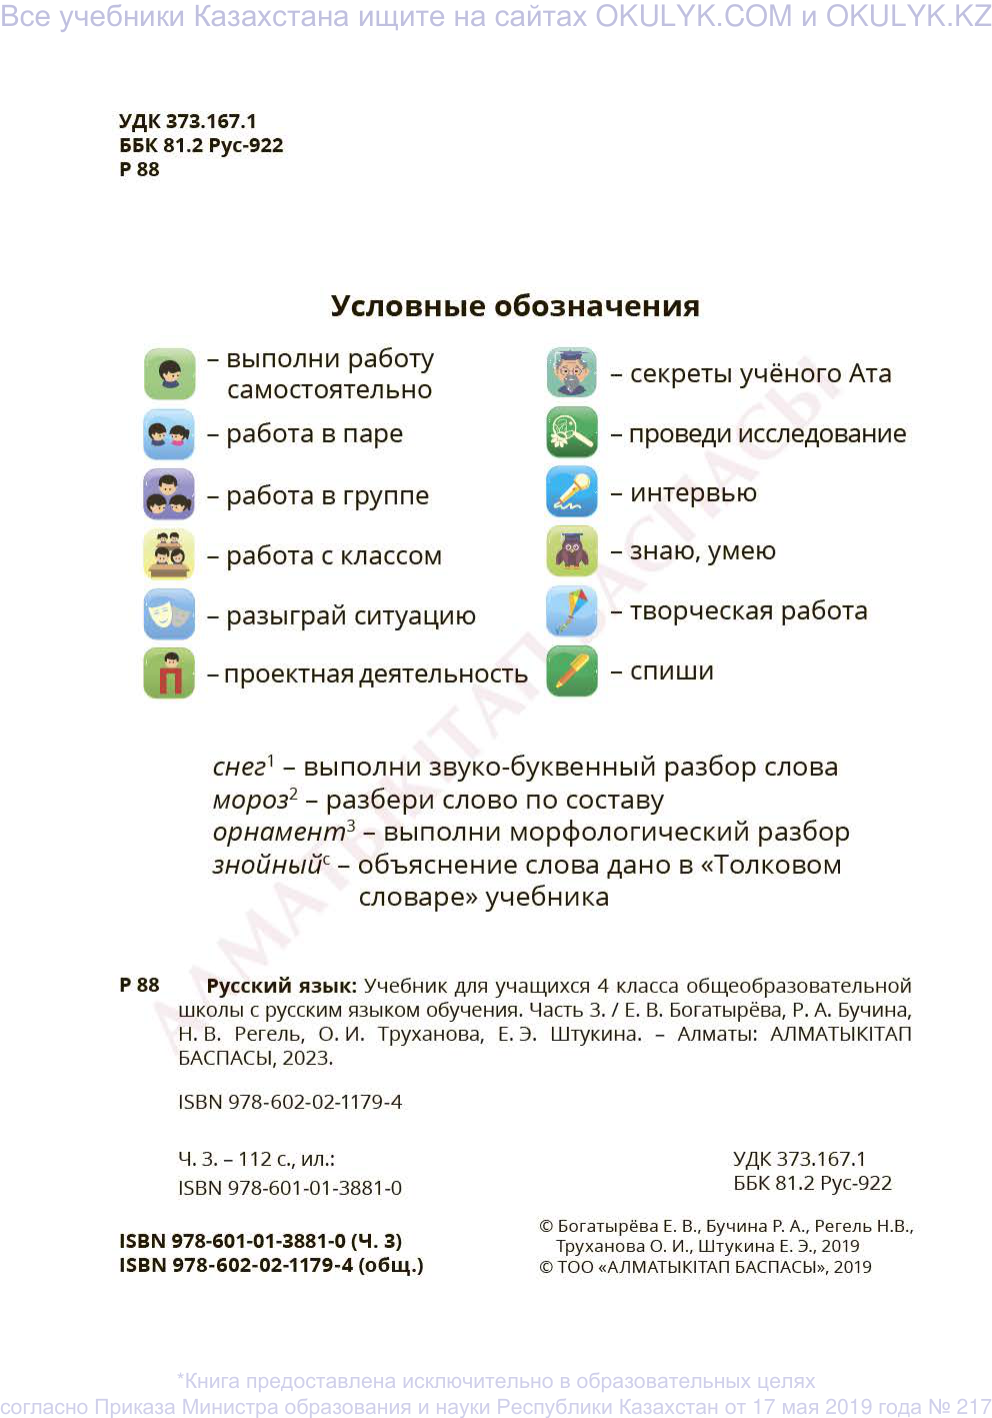 Все учебники Казахстана ищите на сайтах OKULYK.COM и OKULYK.KZ
УДК 373.167.1
ББК 81.2 Рус-922
Р 88
Условные обозначения
– выполни работу
самостоятельно
– работа в паре
– работа в группе
– работа с классом
– разыграй ситуацию
– проектная деятельность
– секреты учёного Ата
– проведи исследование
– интервью
– знаю, умею
– творческая работа
– спиши
снег¹ – выполни звуко-буквенный разбор слова
мороз² – разбери слово по составу
орнамент³ – выполни морфологический разбор
знойныйᶜ – объяснение слова дано в «Толковом
словаре» учебника
АЛМАТЫКІТАП БАСПАСЫ
Р 88 Русский язык: Учебник для учащихся 4 класса общеобразовательной
школы с русским языком обучения. Часть 3. / Е. В. Богатырёва, Р. А. Бучина,
Н. В. Регель, О. И. Труханова, Е. Э. Штукина. – Алматы: АЛМАТЫКІТАП
БАСПАСЫ, 2023.
ISBN 978-602-02-1179-4
Ч. 3. – 112 с., ил.:
ISBN 978-601-01-3881-0
УДК 373.167.1
ББК 81.2 Рус-922
ISBN 978-601-01-3881-0 (Ч. 3)
ISBN 978-602-02-1179-4 (общ.)
© Богатырёва Е. В., Бучина Р. А., Регель Н.В.,
Труханова О. И., Штукина Е. Э., 2019
© ТОО «АЛМАТЫКІТАП БАСПАСЫ», 2019
*Книга предоставлена исключительно в образовательных целях
согласно Приказа Министра образования и науки Республики Казахстан от 17 мая 2019 года № 217